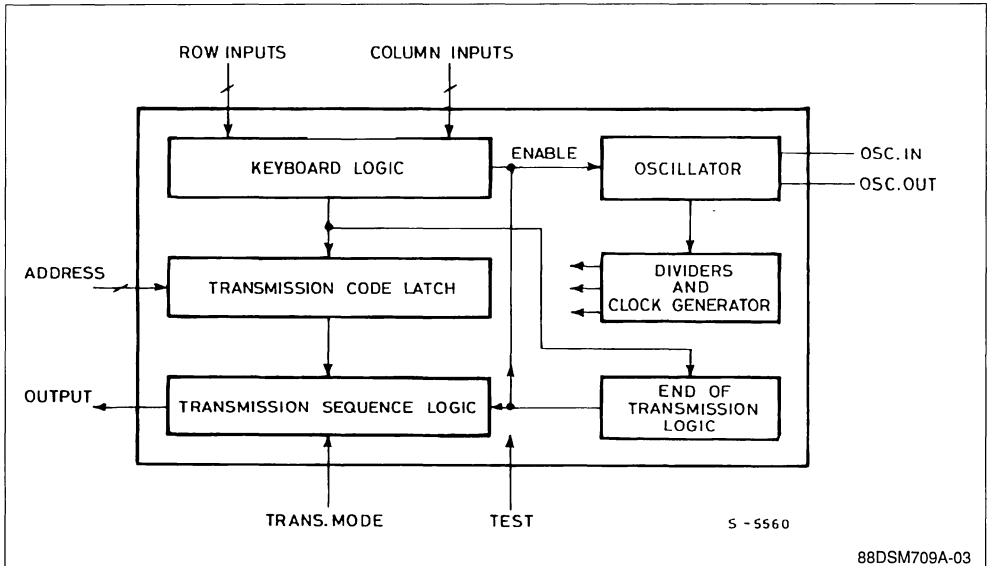 ROW INPUTS
COLUMN INPUTS
KEYBOARD LOGIC
ENABLE
OSCILLATOR
OSC.IN
OSC.OUT
ADDRESS
TRANSMISSION CODE LATCH
DIVIDERS
AND
CLOCK GENERATOR
OUTPUT
TRANSMISSION SEQUENCE LOGIC
END OF
TRANSMISSION
LOGIC
TRANS.MODE
TEST
S - 5560
88DSM709A-03